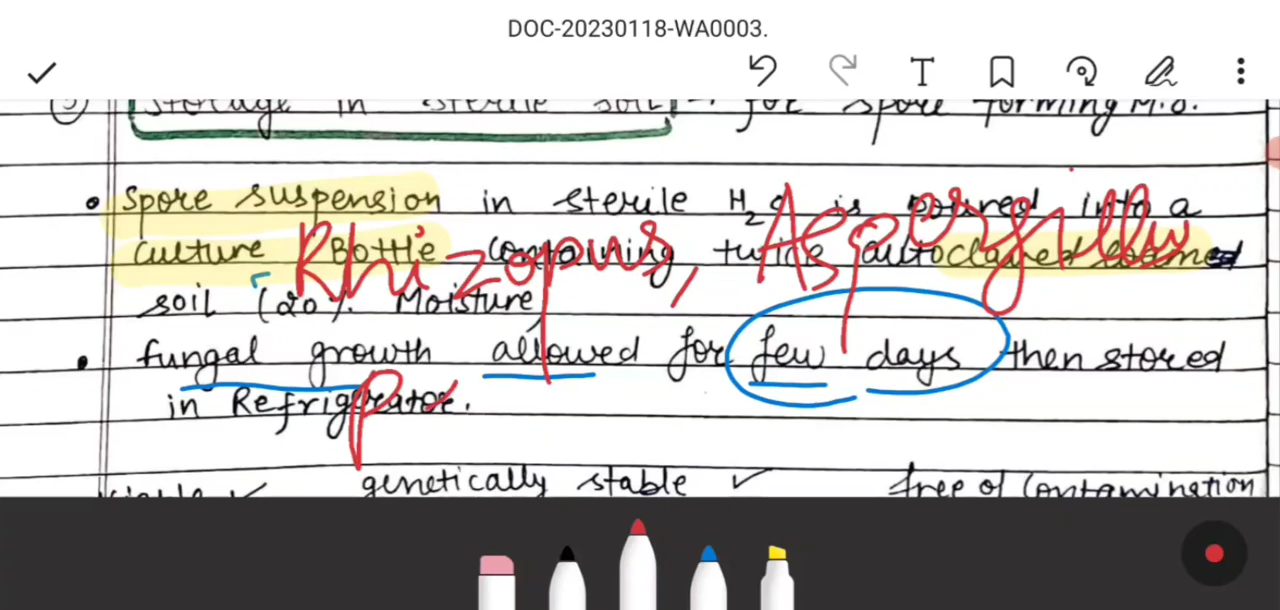 DOC-20230118-WA0003.
T
Storage in sterile soil → for spore forming M.O.
• Spore suspension in sterile H2O is poured into a
culture Bottle containing twice autoclaved
Rhizopus, Aspergillus
soil (20% Moisture
• fungal growth allowed for few days then stored
in Refrigerator.
P
genetically stable ✓ free of Contamination